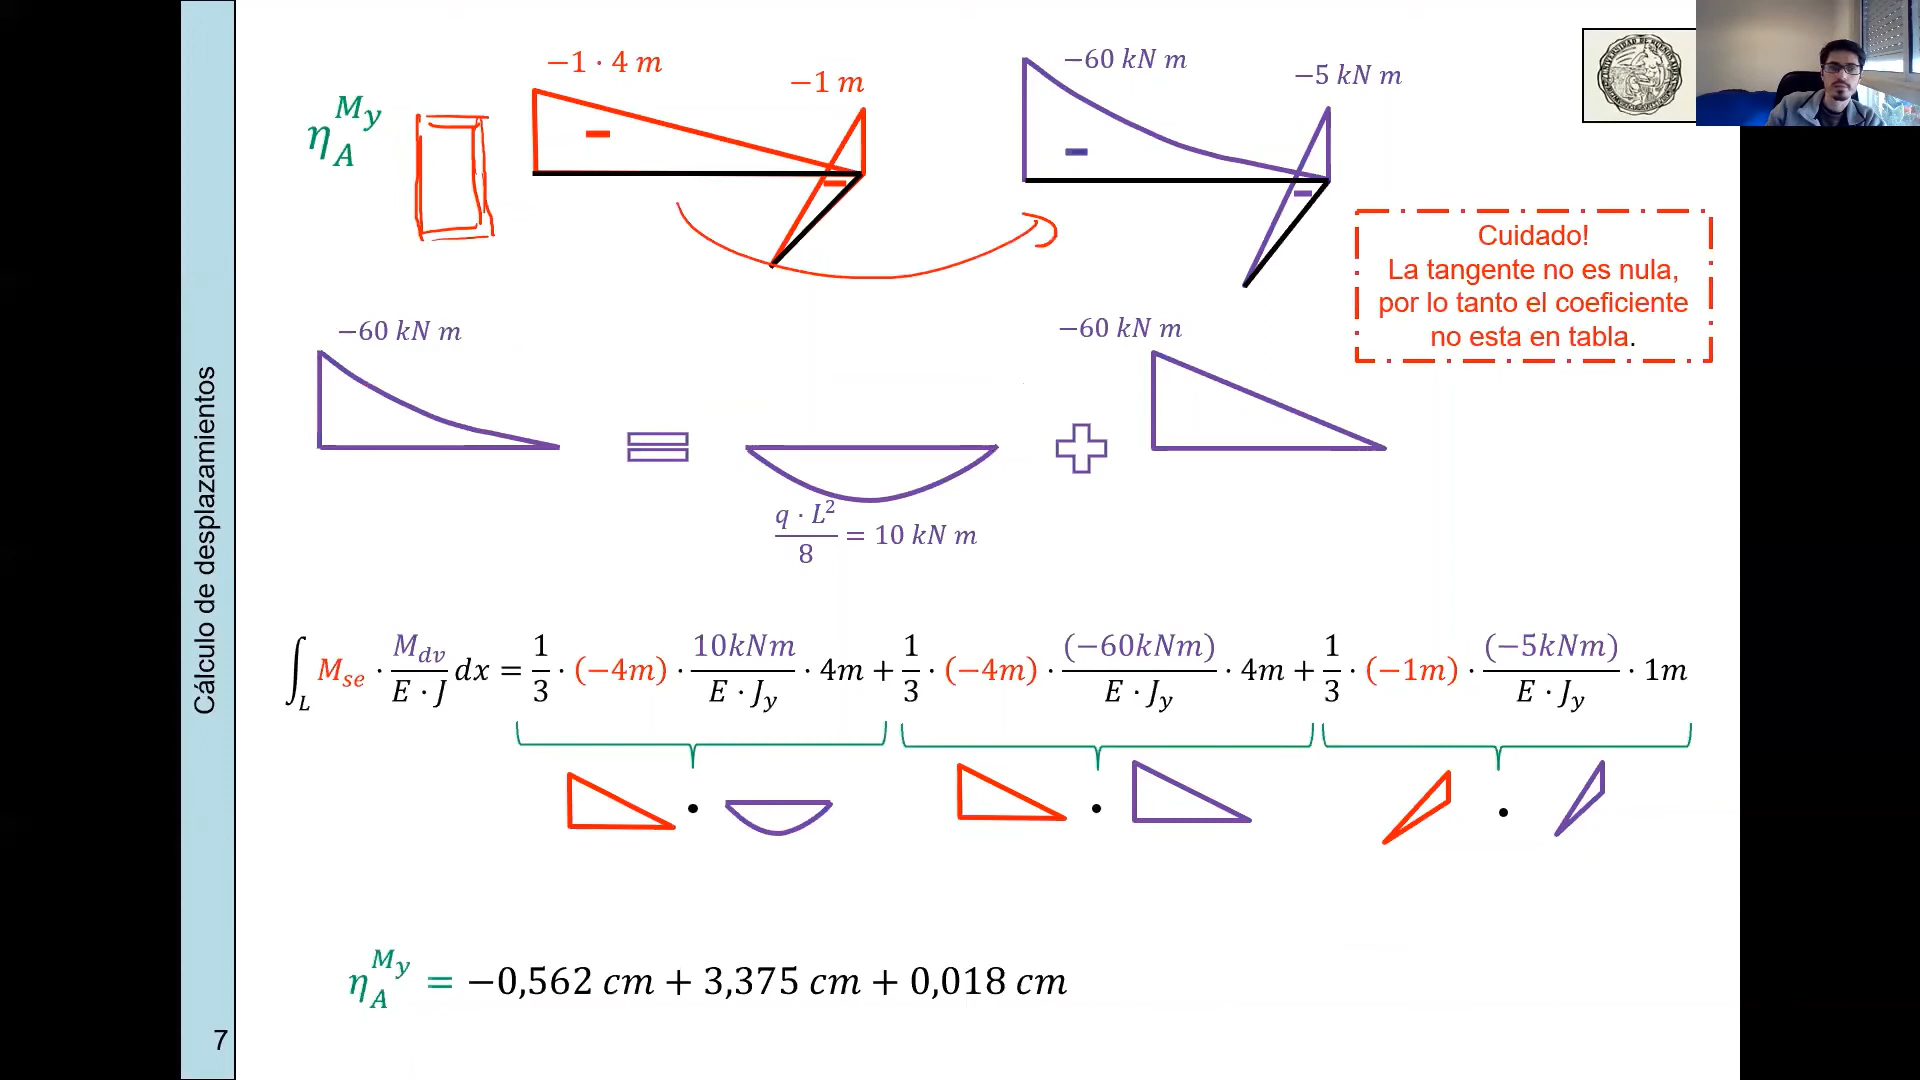 −1 · 4 m
−1 m
−60 kN m
−5 kN m
η_A^{M_y}
Cuidado!
La tangente no es nula,
por lo tanto el coeficiente
no esta en tabla.
−60 kN m
−60 kN m
q · L² / 8 = 10 kN m
Cálculo de desplazamientos
∫_L M_se · M_dv / E · J dx = 1/3 · (−4m) · 10kNm / E · J_y · 4m + 1/3 · (−4m) · (−60kNm) / E · J_y · 4m + 1/3 · (−1m) · (−5kNm) / E · J_y · 1m
η_A^{M_y} = −0,562 cm + 3,375 cm + 0,018 cm
7